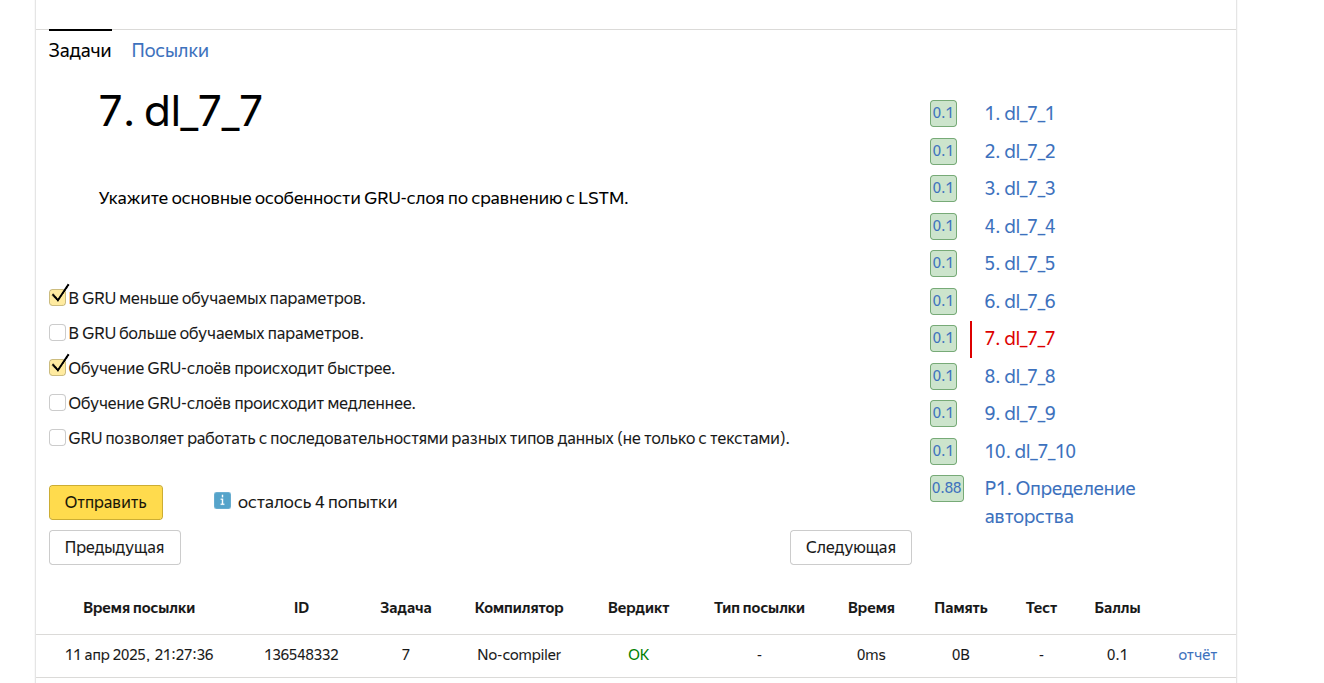 Задачи Посылки
7. dl_7_7
Укажите основные особенности GRU-слоя по сравнению с LSTM.
В GRU меньше обучаемых параметров.
В GRU больше обучаемых параметров.
Обучение GRU-слоёв происходит быстрее.
Обучение GRU-слоёв происходит медленнее.
GRU позволяет работать с последовательностями разных типов данных (не только с текстами).
Отправить i осталось 4 попытки
Предыдущая Следующая
0.1 1. dl_7_1
0.1 2. dl_7_2
0.1 3. dl_7_3
0.1 4. dl_7_4
0.1 5. dl_7_5
0.1 6. dl_7_6
0.1 7. dl_7_7
0.1 8. dl_7_8
0.1 9. dl_7_9
0.1 10. dl_7_10
0.88 P1. Определение
авторства
Время посылки ID Задача Компилятор Вердикт Тип посылки Время Память Тест Баллы
11 апр 2025, 21:27:36 136548332 7 No-compiler OK - 0ms 0B - 0.1 отчёт